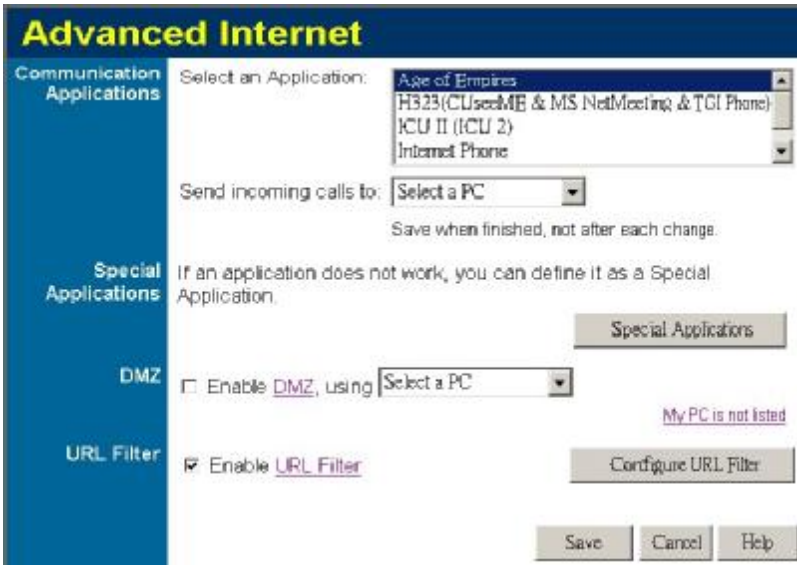 Advanced Internet
Communication Applications
Select an Application:
Age of Empires
H323(CUseeME & MS NetMeeting & TGI Phone)
ICU II (ICU 2)
Internet Phone
Send incoming calls to:
Select a PC
Save when finished, not after each change.
Special Applications
If an application does not work, you can define it as a Special
Application.
Special Applications
DMZ
Enable DMZ, using
Select a PC
My PC is not listed
URL Filter
Enable URL Filter
Configure URL Filter
Save
Cancel
Help